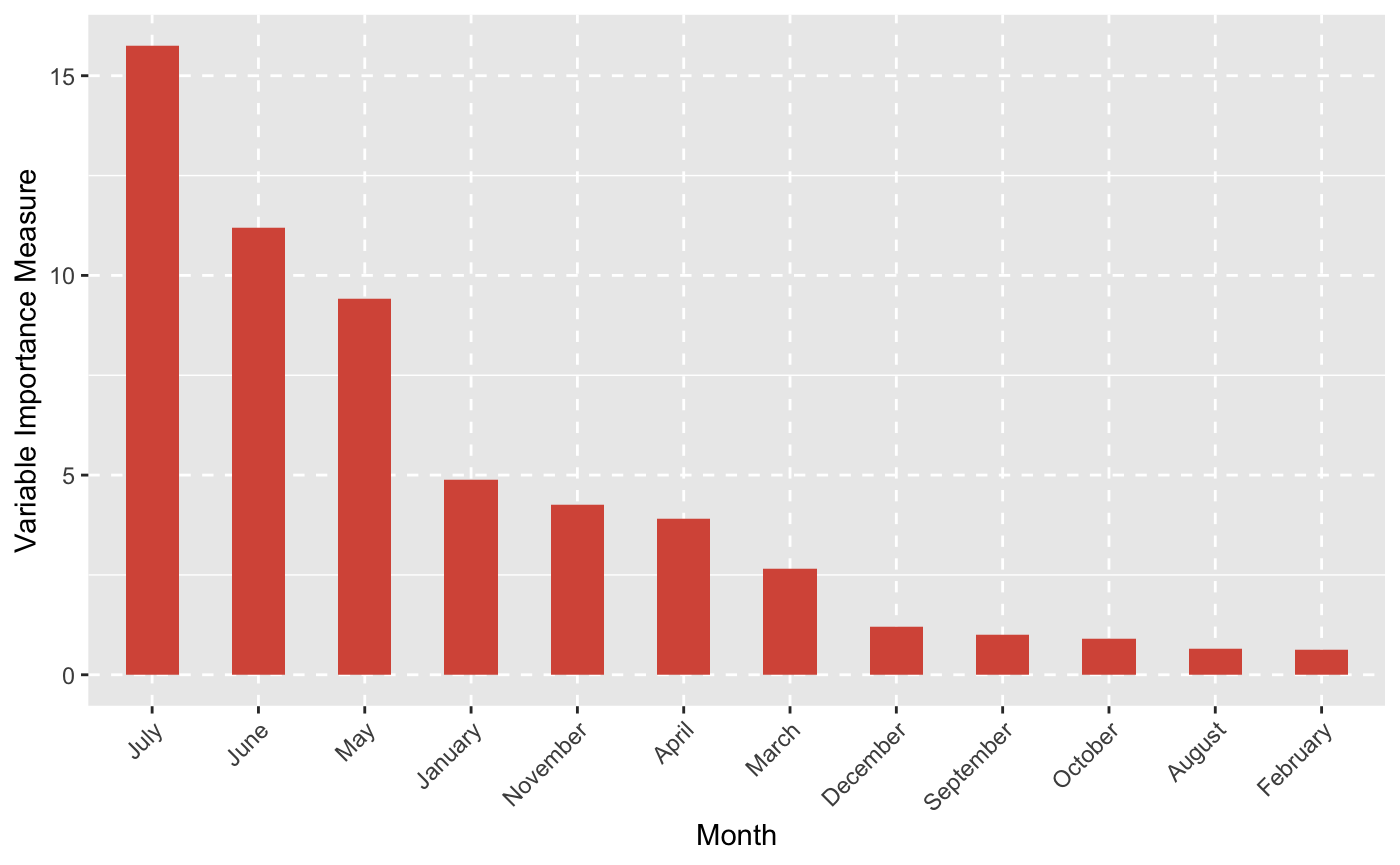 Variable Importance Measure
15
10
5
0
July
June
May
January
November
April
March
December
September
October
August
February
Month